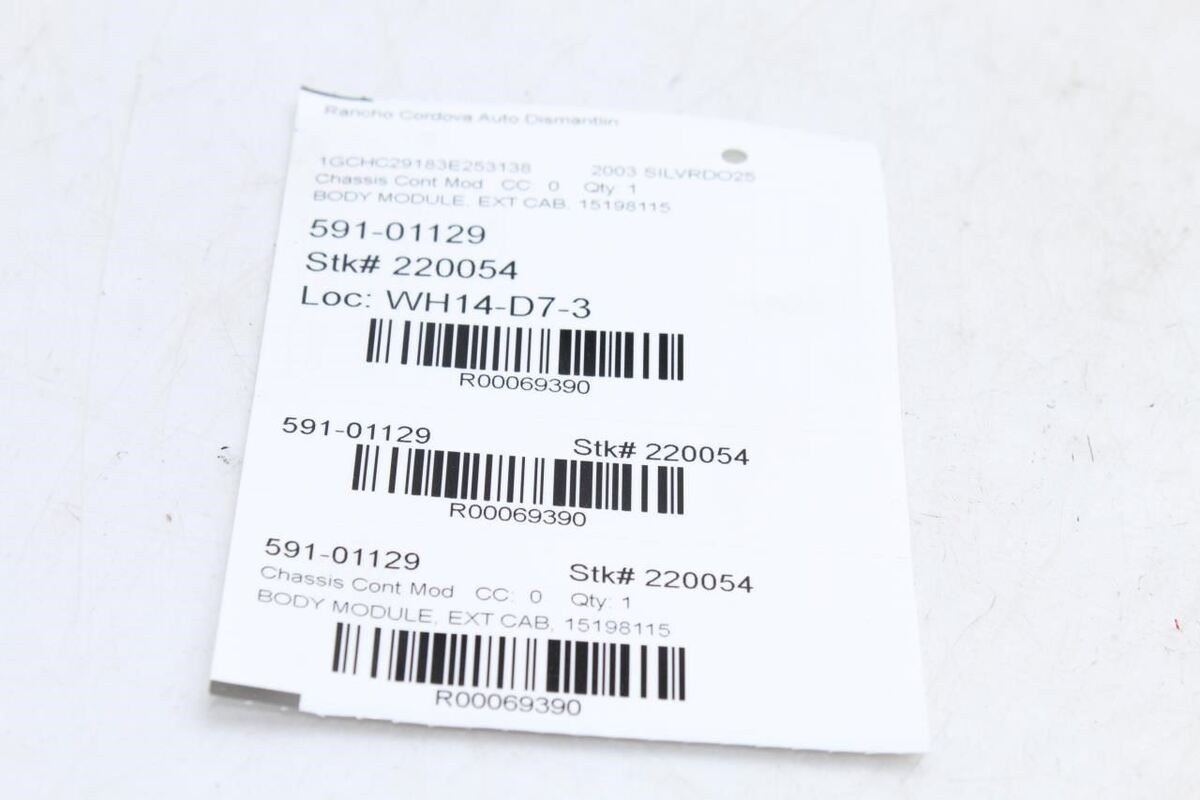 Rancho Cordova Auto Dismantlin
1GCHC29183E253138 2003 SILVRDO25
Chassis Cont Mod CC: 0 Qty: 1
BODY MODULE, EXT CAB, 15198115
591-01129
Stk# 220054
Loc: WH14-D7-3
R00069390
591-01129 Stk# 220054
R00069390
591-01129 Stk# 220054
Chassis Cont Mod CC: 0 Qty: 1
BODY MODULE, EXT CAB, 15198115
R00069390